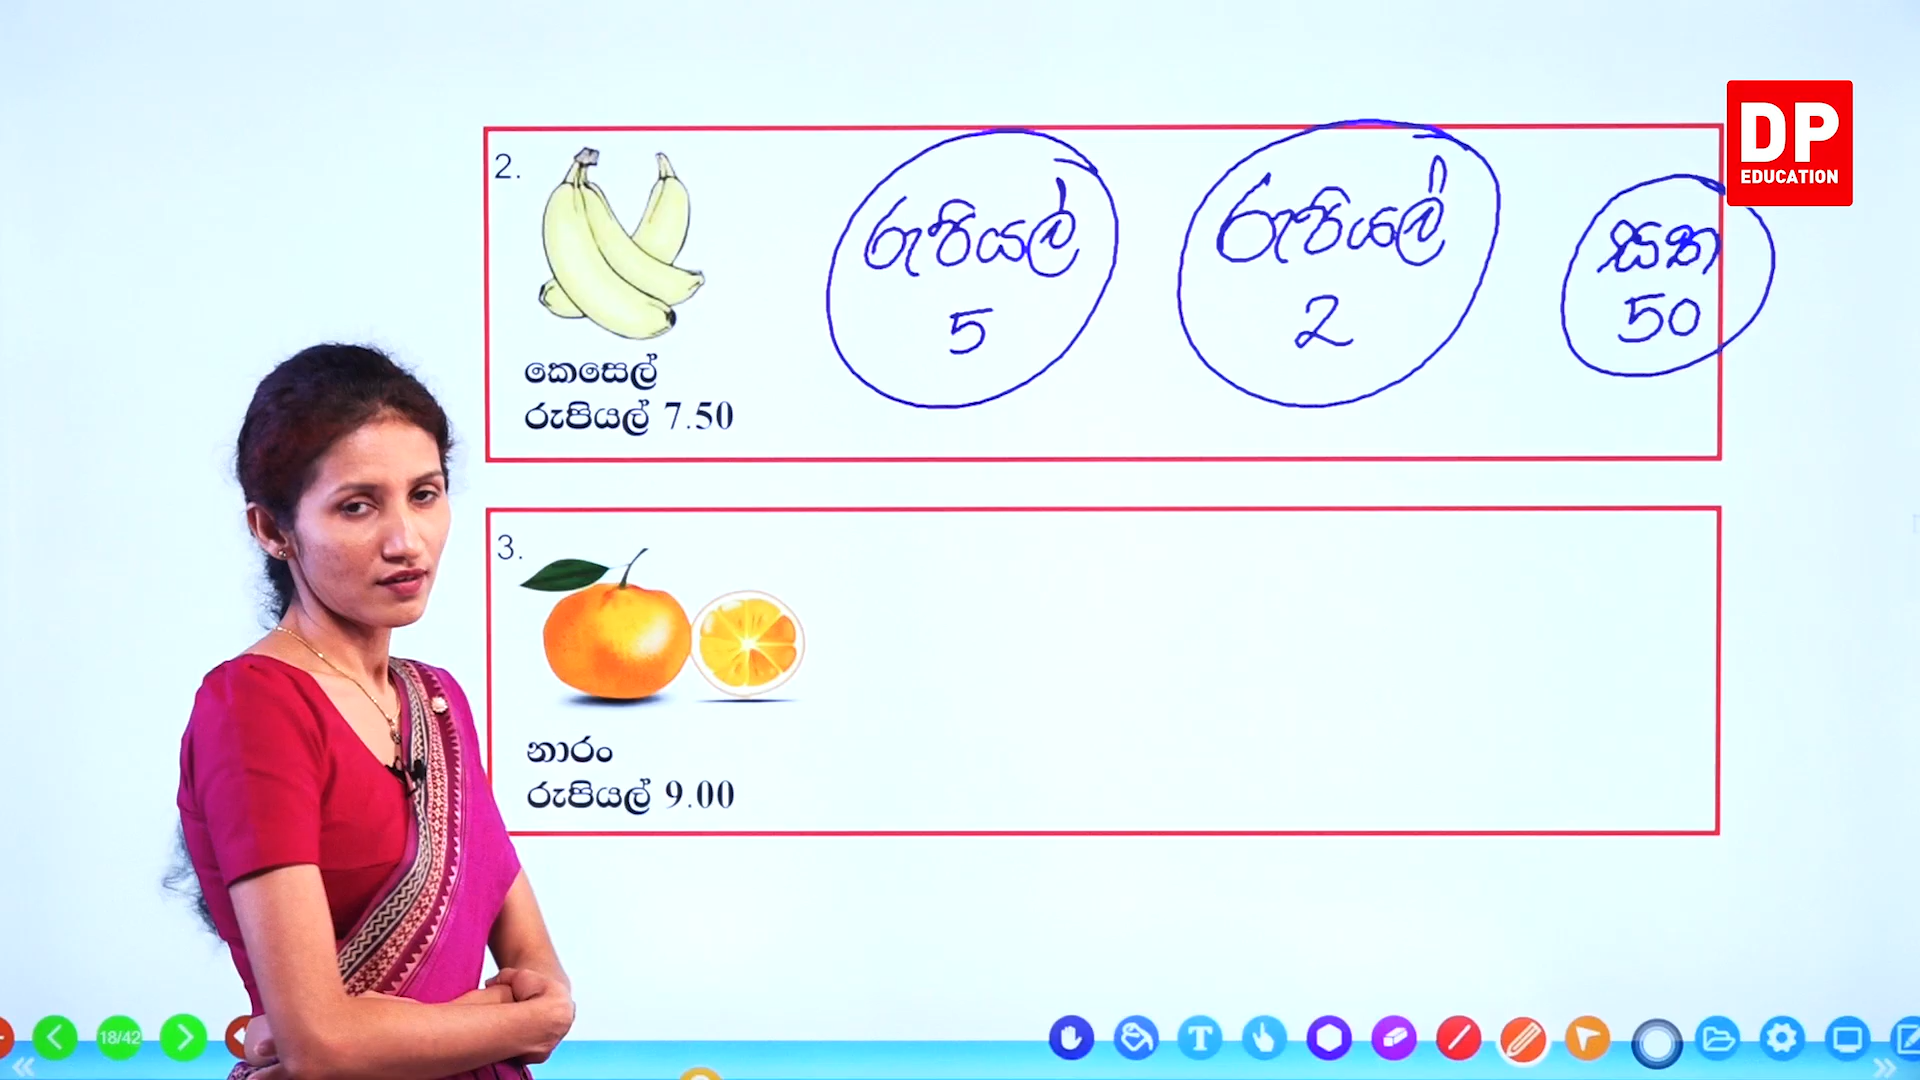 DP
EDUCATION
2.
රුපියල්
5
රුපියල්
2
සත
50
කෙසෙල්
රුපියල් 7.50
3.
නාරං
රුපියල් 9.00
18/42
T